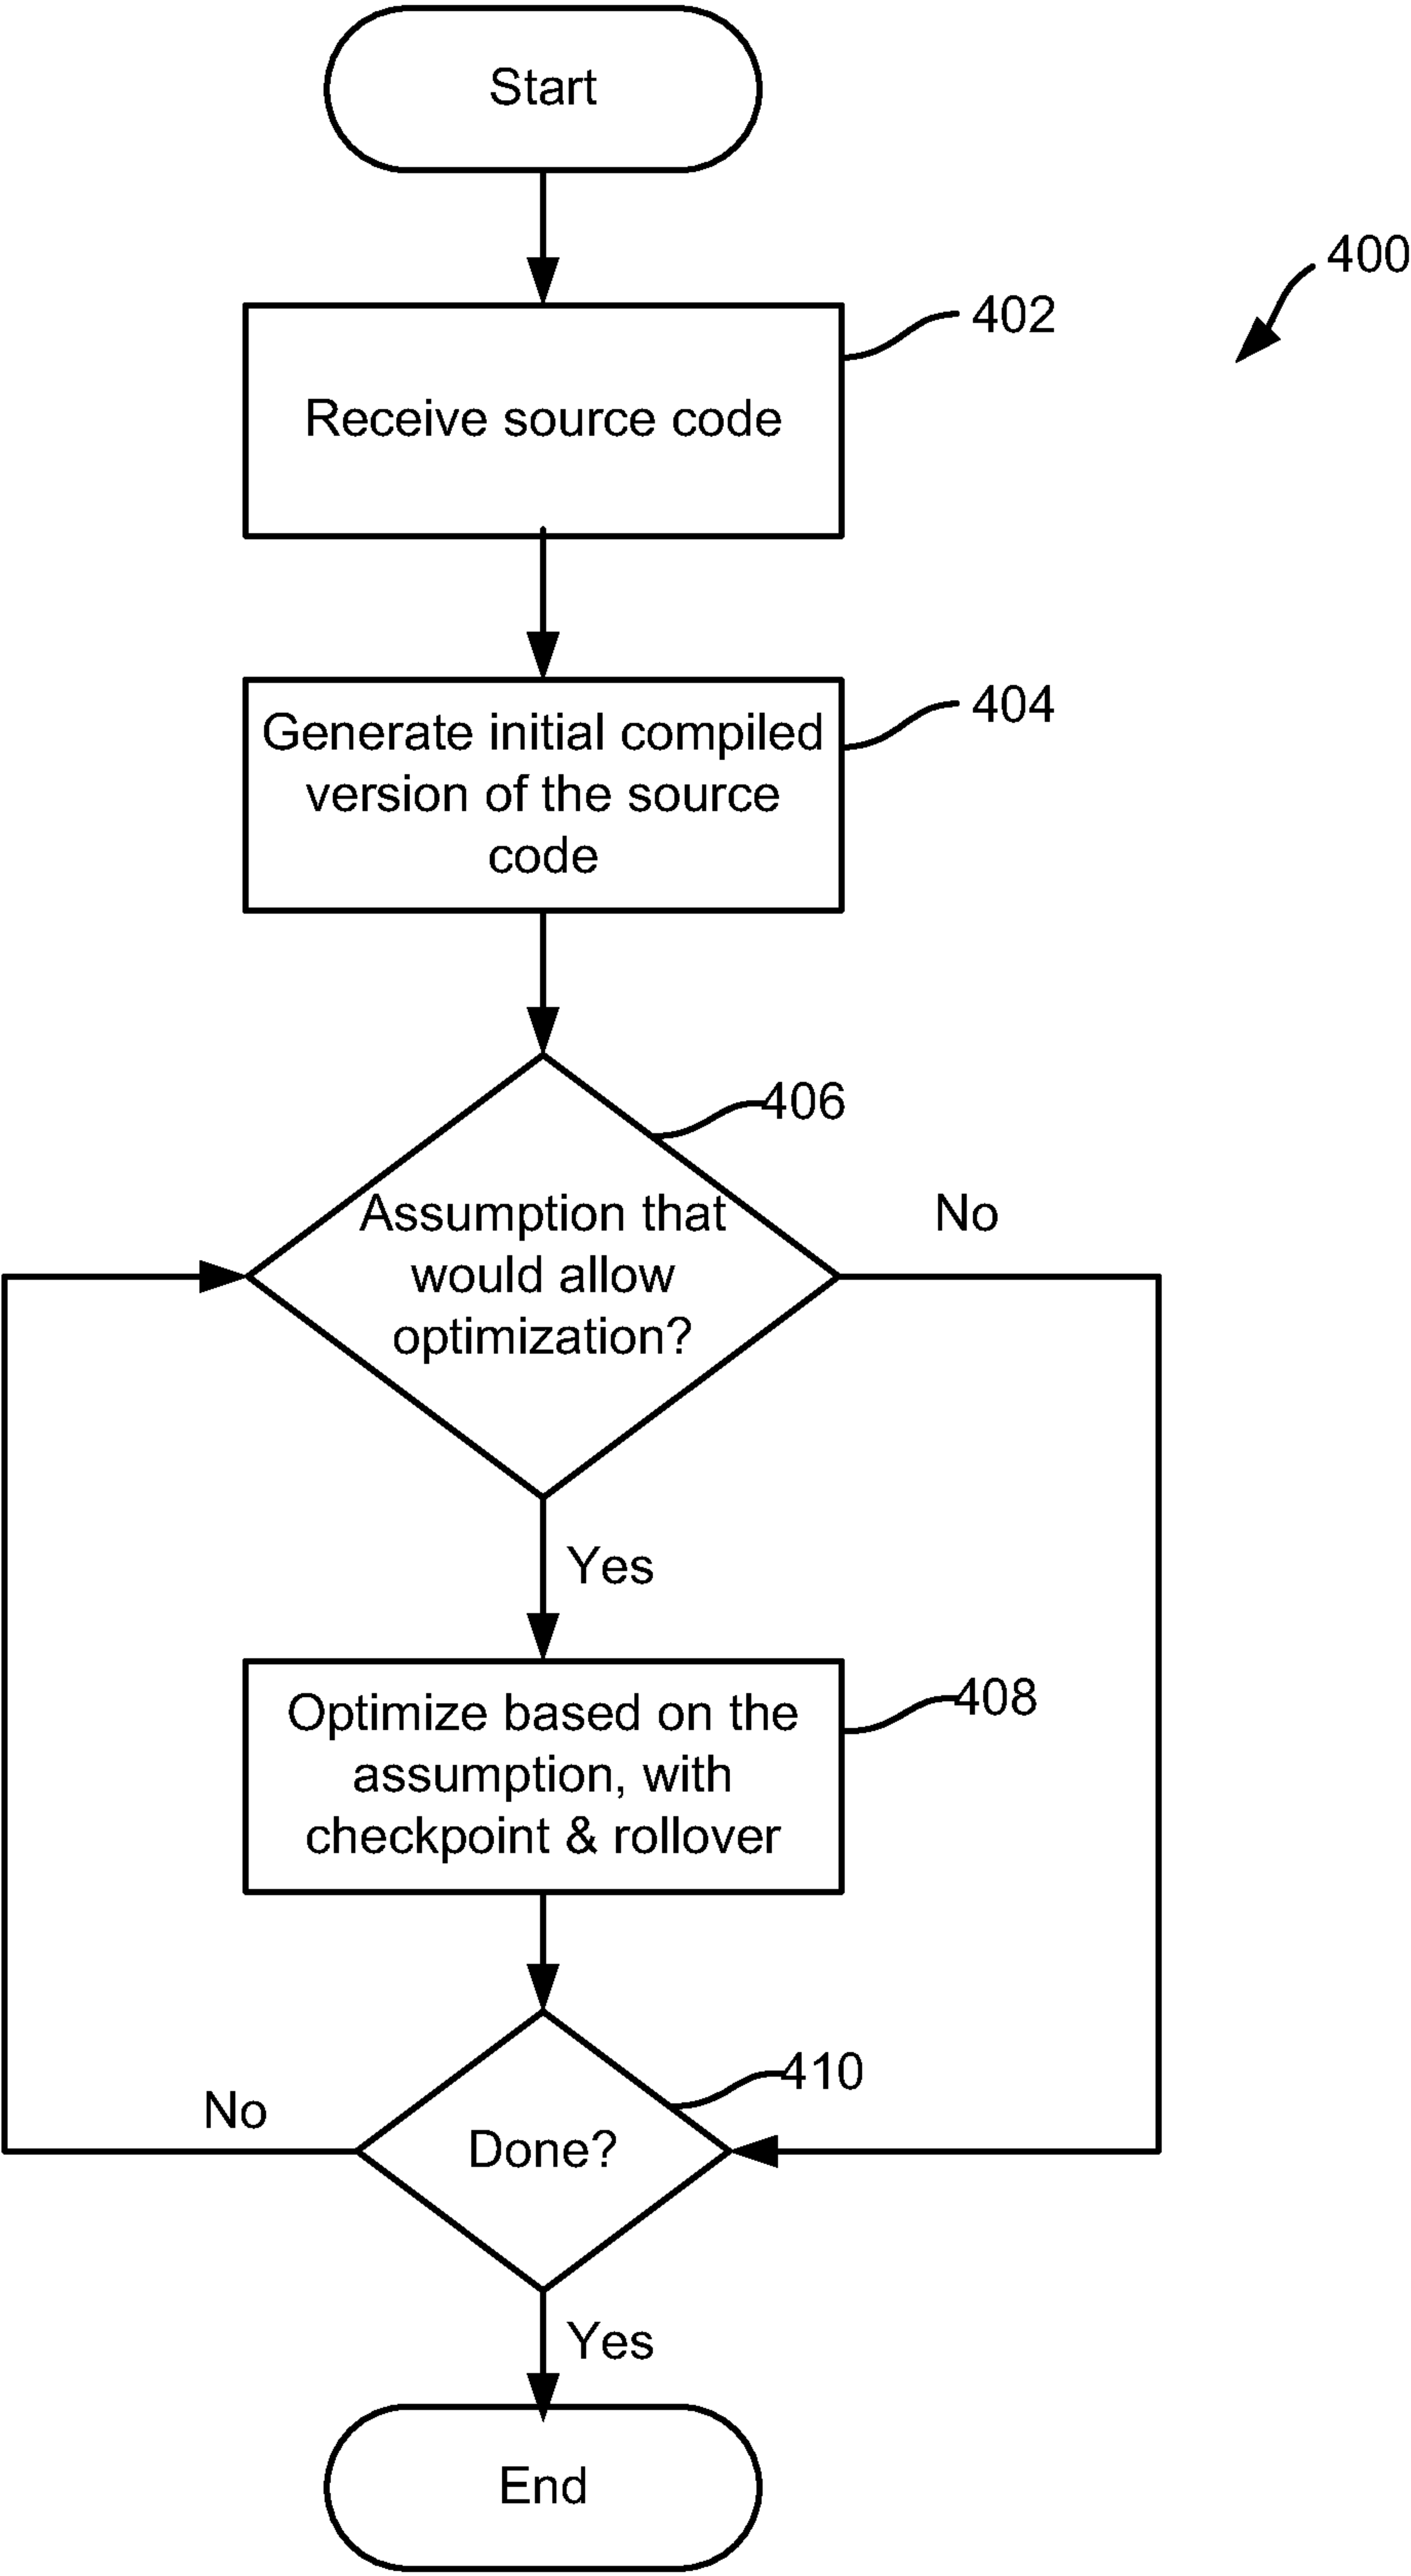 Start
400
402
Receive source code
404
Generate initial compiled
version of the source
code
406
Assumption that
would allow
optimization?
No
Yes
408
Optimize based on the
assumption, with
checkpoint & rollover
410
No
Done?
Yes
End